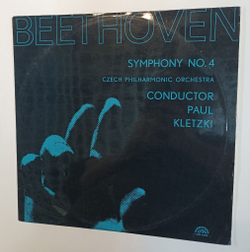 BEETHOVEN
SYMPHONY NO.4
CZECH PHILHARMONIC ORCHESTRA
CONDUCTOR
PAUL
KLETZKI